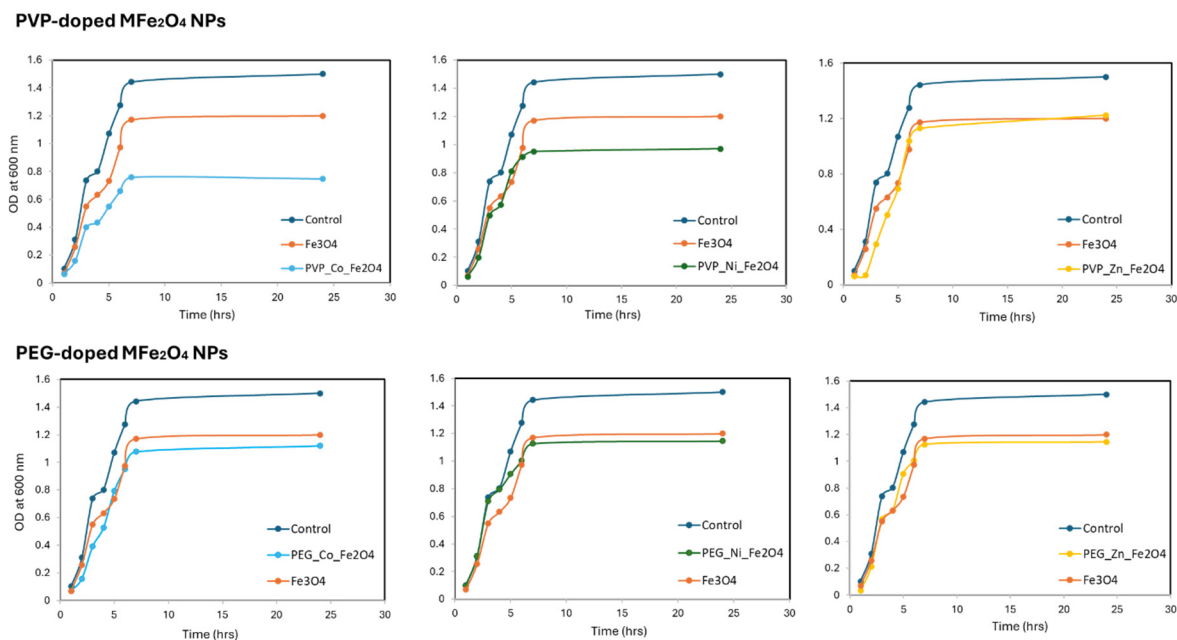 PVP-doped MFe₂O₄ NPs
OD at 600 nm
1.6
1.4
1.2
1
0.8
0.6
0.4
0.2
0
0 5 10 15 20 25 30
Time (hrs)
Control
Fe3O4
PVP_Co_Fe2O4
1.6
1.4
1.2
1
0.8
0.6
0.4
0.2
0
0 5 10 15 20 25 30
Time (hrs)
Control
Fe3O4
PVP_Ni_Fe2O4
1.6
1.2
0.8
0.4
0
0 5 10 15 20 25 30
Time (hrs)
Control
Fe3O4
PVP_Zn_Fe2O4
PEG-doped MFe₂O₄ NPs
OD at 600 nm
1.6
1.4
1.2
1
0.8
0.6
0.4
0.2
0
0 5 10 15 20 25 30
Time (hrs)
Control
PEG_Co_Fe2O4
Fe3O4
1.6
1.4
1.2
1
0.8
0.6
0.4
0.2
0
0 5 10 15 20 25 30
Time (hrs)
Control
PEG_Ni_Fe2O4
Fe3O4
1.6
1.4
1.2
1
0.8
0.6
0.4
0.2
0
0 5 10 15 20 25 30
Time (hrs)
Control
PEG_Zn_Fe2O4
Fe3O4